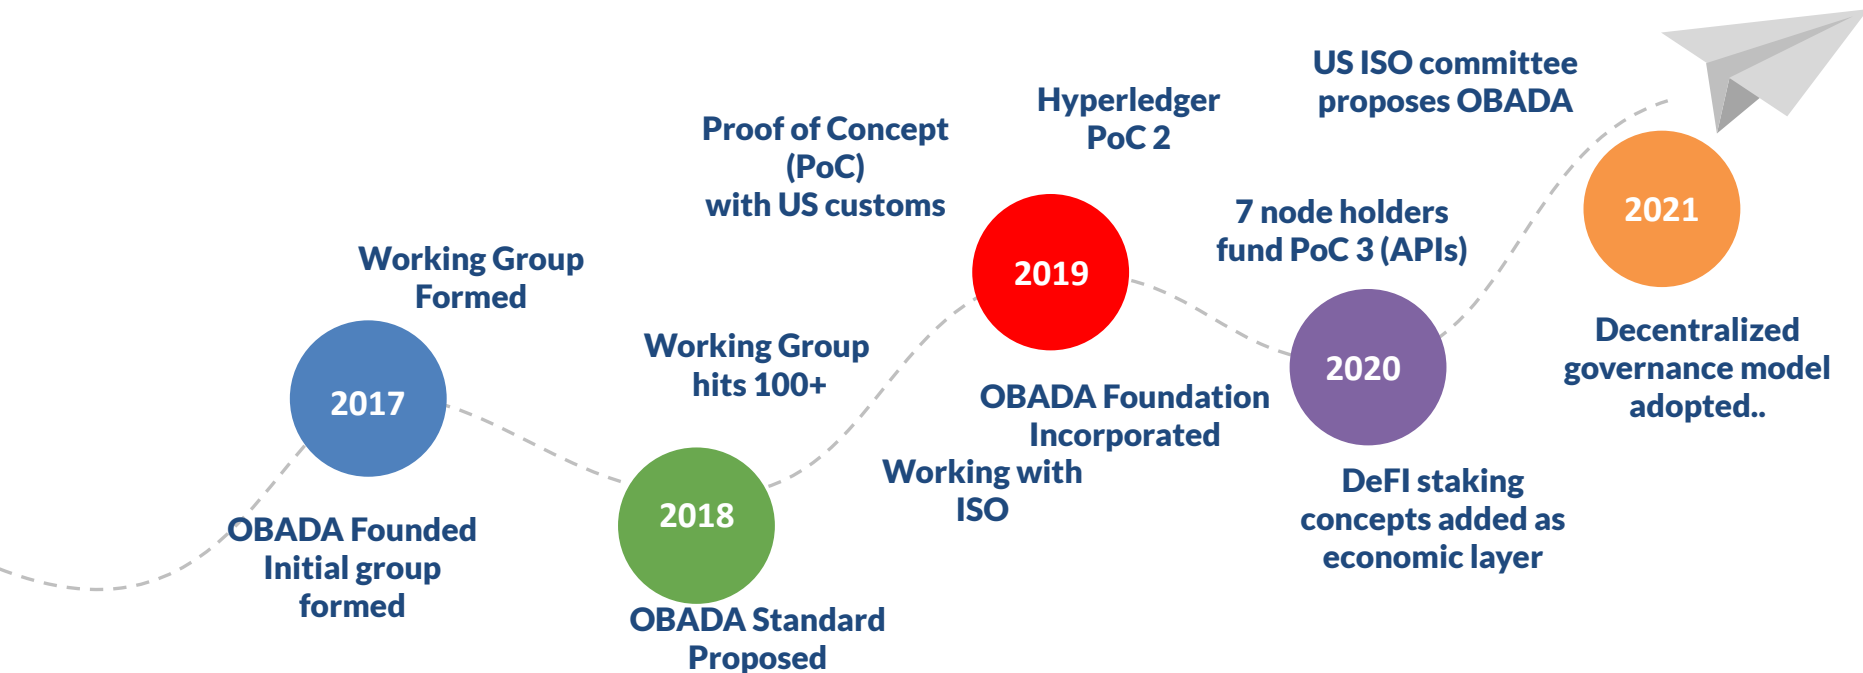 Working Group
Formed
2017
OBADA Founded
Initial group
formed
Working Group
hits 100+
2018
OBADA Standard
Proposed
Proof of Concept
(PoC)
with US customs
Working with
ISO
Hyperledger
PoC 2
2019
OBADA Foundation
Incorporated
7 node holders
fund PoC 3 (APIs)
2020
DeFI staking
concepts added as
economic layer
US ISO committee
proposes OBADA
2021
Decentralized
governance model
adopted..